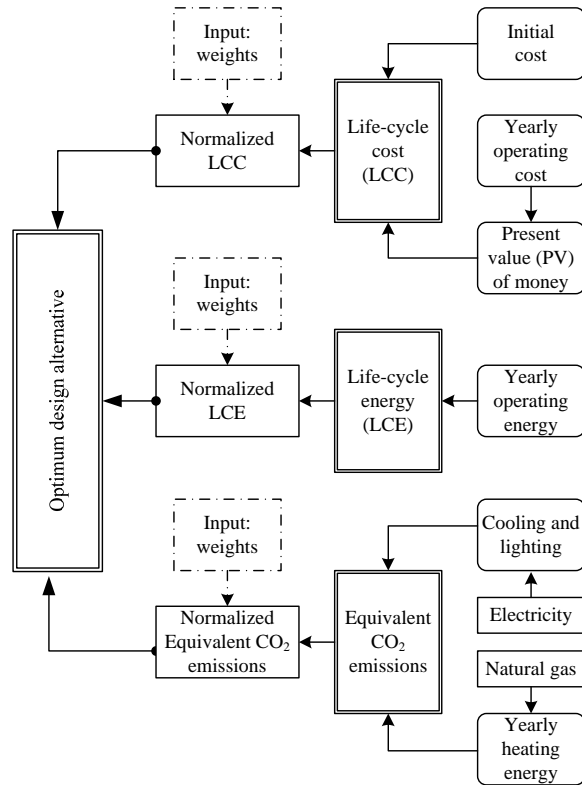 Input:
weights
Initial
cost
Normalized
LCC
Life-cycle
cost
(LCC)
Yearly
operating
cost
Present
value (PV)
of money
Optimum design alternative
Input:
weights
Normalized
LCE
Life-cycle
energy
(LCE)
Yearly
operating
energy
Input:
weights
Cooling and
lighting
Normalized
Equivalent CO₂
emissions
Equivalent
CO₂
emissions
Electricity
Natural gas
Yearly
heating
energy